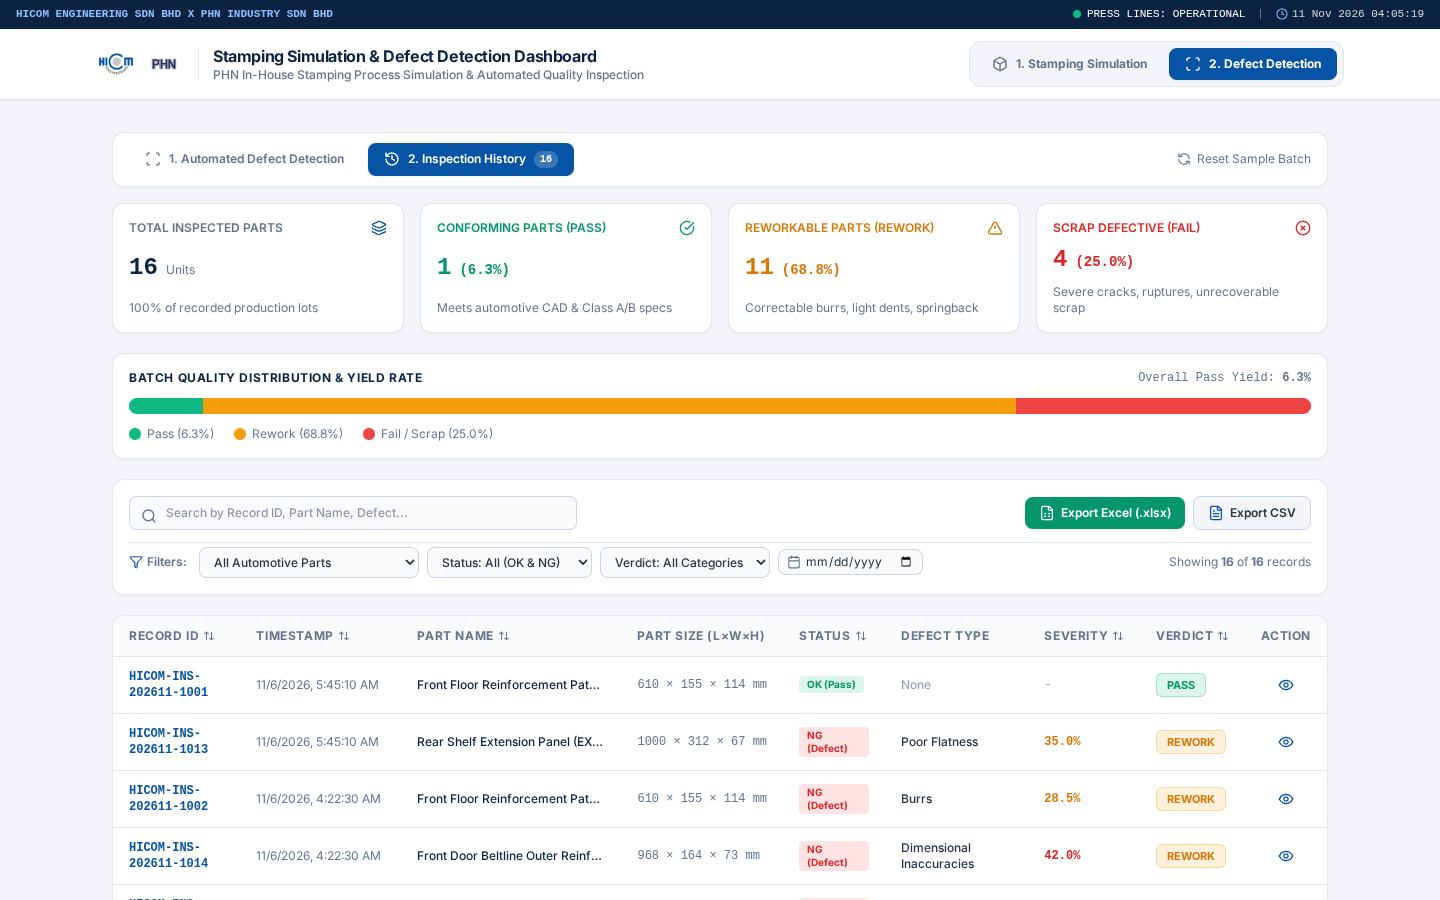 HICOM ENGINEERING SDN BHD X PHN INDUSTRY SDN BHD
PRESS LINES: OPERATIONAL | 11 Nov 2026 04:05:19
HICOM PHN
Stamping Simulation & Defect Detection Dashboard
PHN In-House Stamping Process Simulation & Automated Quality Inspection
1. Stamping Simulation
2. Defect Detection
1. Automated Defect Detection
2. Inspection History 16
Reset Sample Batch
TOTAL INSPECTED PARTS
16 Units
100% of recorded production lots
CONFORMING PARTS (PASS)
1 (6.3%)
Meets automotive CAD & Class A/B specs
REWORKABLE PARTS (REWORK)
11 (68.8%)
Correctable burrs, light dents, springback
SCRAP DEFECTIVE (FAIL)
4 (25.0%)
Severe cracks, ruptures, unrecoverable
scrap
BATCH QUALITY DISTRIBUTION & YIELD RATE
Overall Pass Yield: 6.3%
Pass (6.3%)
Rework (68.8%)
Fail / Scrap (25.0%)
Search by Record ID, Part Name, Defect...
Export Excel (.xlsx)
Export CSV
Filters:
All Automotive Parts
Status: All (OK & NG)
Verdict: All Categories
mm/dd/yyyy
Showing 16 of 16 records
RECORD ID TIMESTAMP PART NAME PART SIZE (L×W×H) STATUS DEFECT TYPE SEVERITY VERDICT ACTION
HICOM-INS-
202611-1001
11/6/2026, 5:45:10 AM
Front Floor Reinforcement Pat...
610 × 155 × 114 mm
OK (Pass)
None
-
PASS
HICOM-INS-
202611-1013
11/6/2026, 5:45:10 AM
Rear Shelf Extension Panel (EX...
1000 × 312 × 67 mm
NG
(Defect)
Poor Flatness
35.0%
REWORK
HICOM-INS-
202611-1002
11/6/2026, 4:22:30 AM
Front Floor Reinforcement Pat...
610 × 155 × 114 mm
NG
(Defect)
Burrs
28.5%
REWORK
HICOM-INS-
202611-1014
11/6/2026, 4:22:30 AM
Front Door Beltline Outer Reinf...
968 × 164 × 73 mm
NG
(Defect)
Dimensional
Inaccuracies
42.0%
REWORK